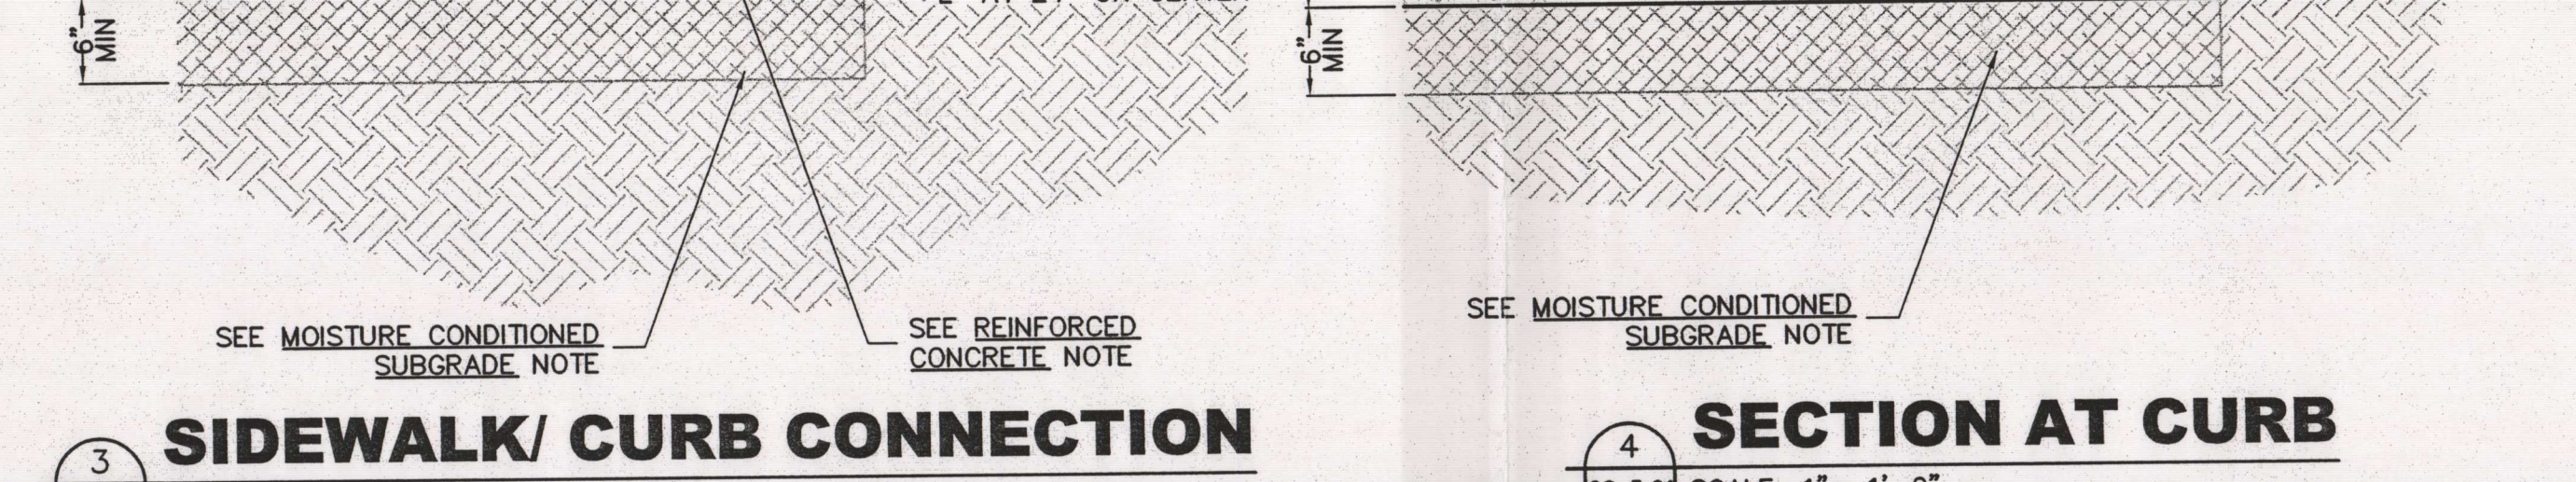 6"
MIN
SEE MOISTURE CONDITIONED
SUBGRADE NOTE
SEE REINFORCED
CONCRETE NOTE
3
SIDEWALK/ CURB CONNECTION
6"
MIN
SEE MOISTURE CONDITIONED
SUBGRADE NOTE
4
SECTION AT CURB